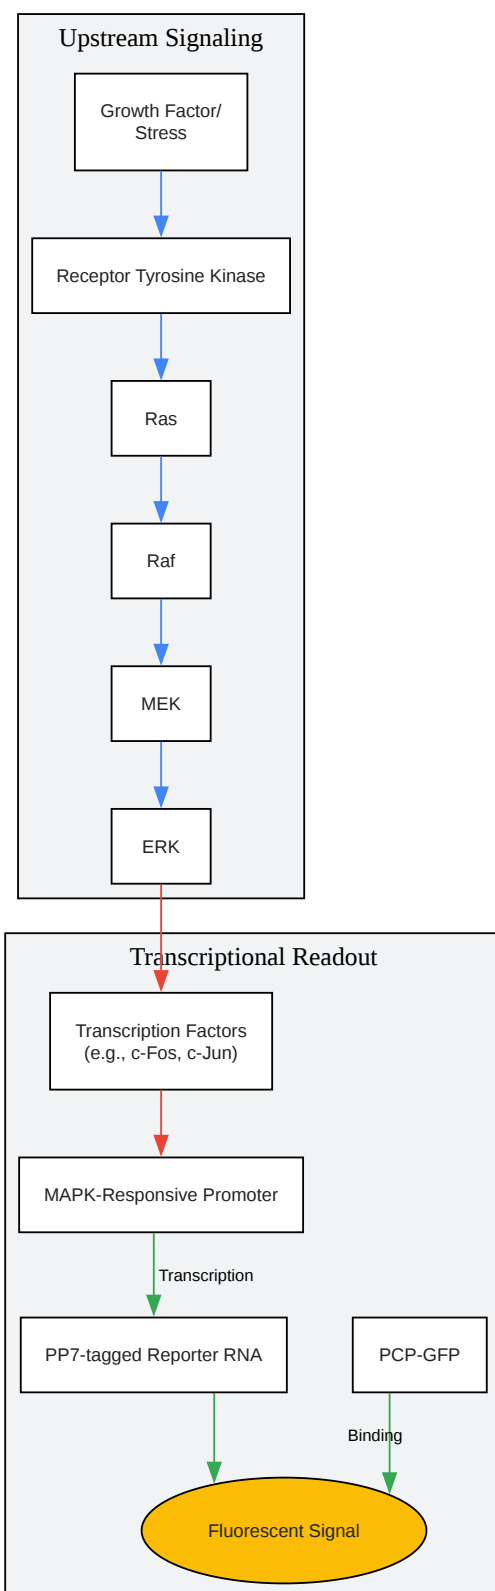 Upstream Signaling
Growth Factor/
Stress
Receptor Tyrosine Kinase
Ras
Raf
MEK
ERK
Transcriptional Readout
Transcription Factors
(e.g., c-Fos, c-Jun)
MAPK-Responsive Promoter
Transcription
PP7-tagged Reporter RNA
PCP-GFP
Binding
Fluorescent Signal